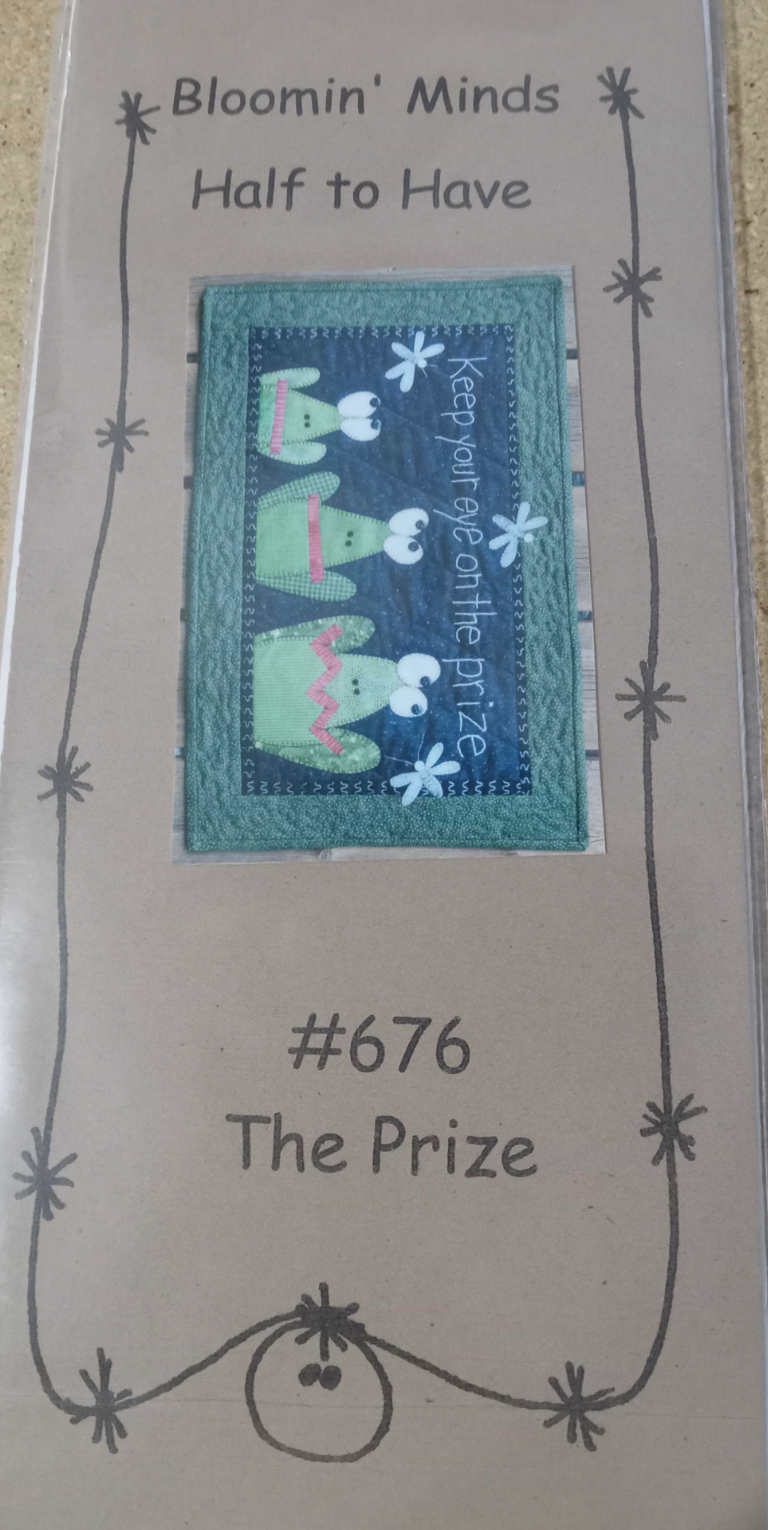 Bloomin' Minds
Half to Have
Keep your eye on the prize
#676
The Prize